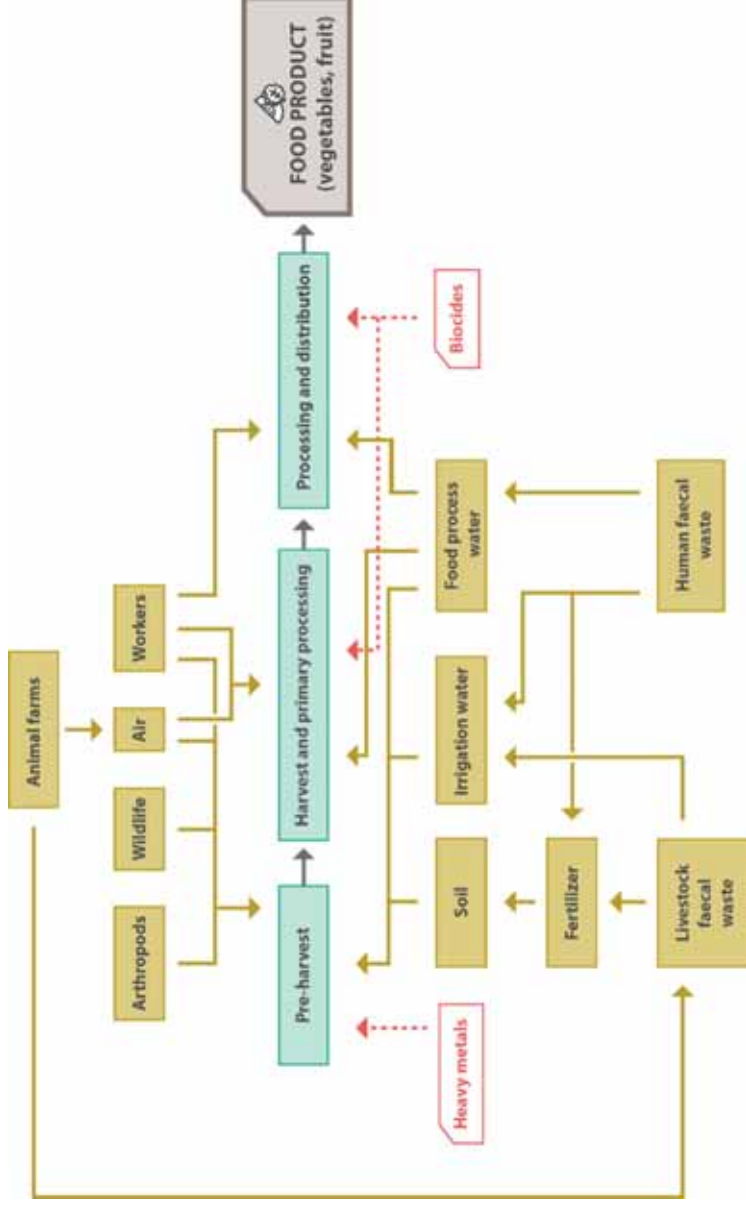 Animal farms
Arthropods
Wildlife
Air
Workers
Pre-harvest
Harvest and primary processing
Processing and distribution
FOOD PRODUCT
(vegetables, fruit)
Heavy metals
Soil
Irrigation water
Food process
water
Biocides
Fertilizer
Livestock
faecal
waste
Human faecal
waste